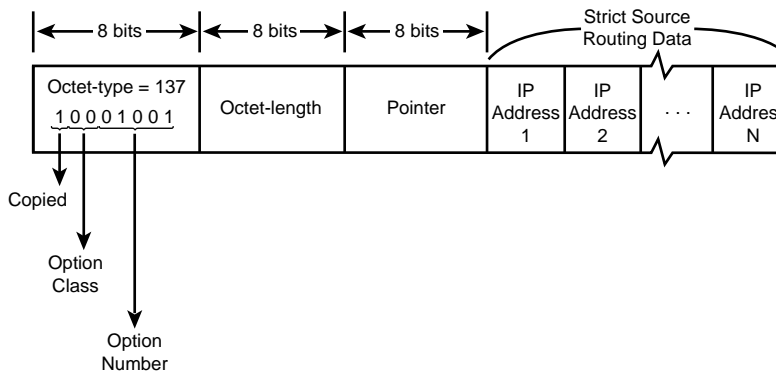 8 bits
8 bits
8 bits
Strict Source
Routing Data
Octet-type = 137
1 0 0 0 1 0 0 1
Octet-length
Pointer
IP
Address
1
IP
Address
2
. . .
IP
Address
N
Copied
Option
Class
Option
Number